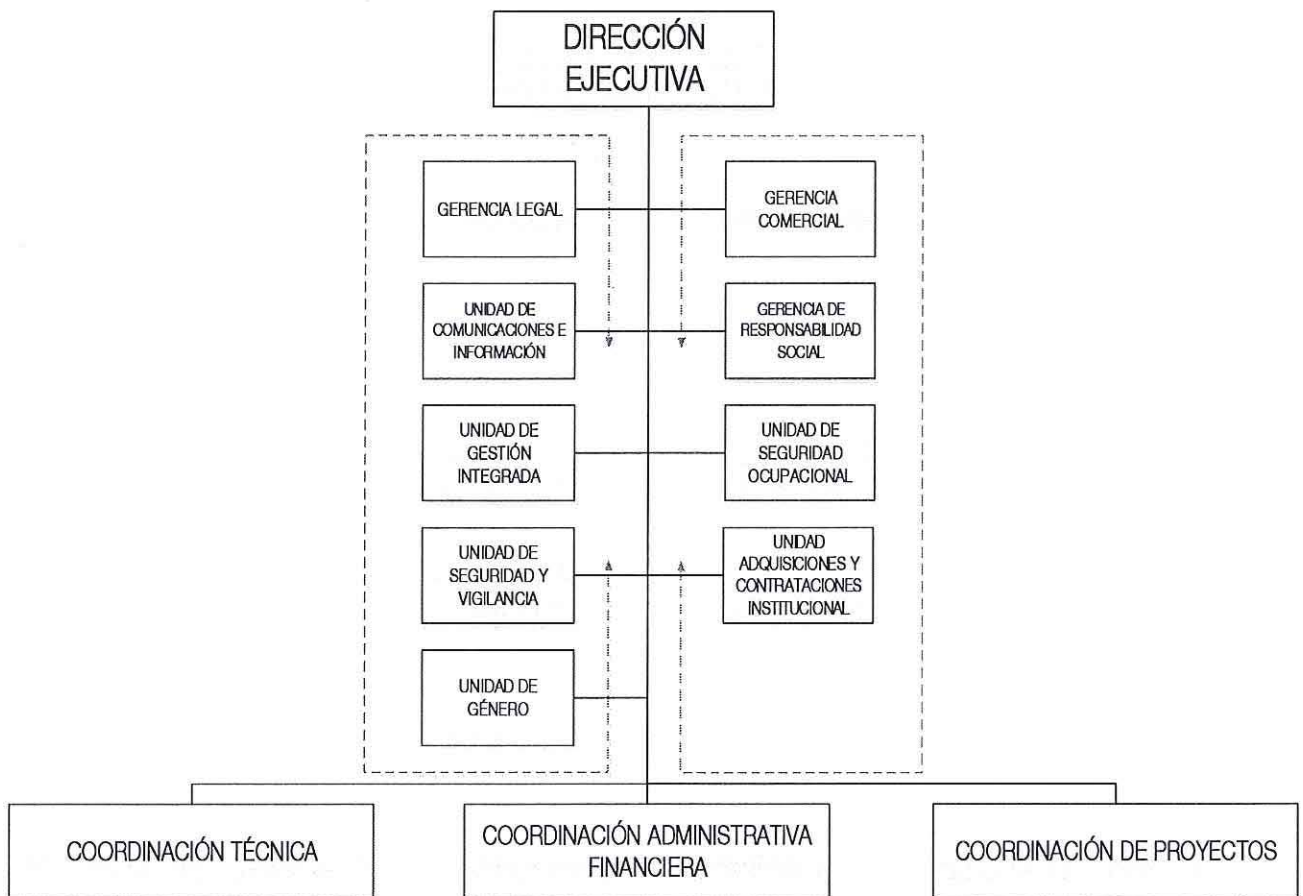 DIRECCIÓN
EJECUTIVA
GERENCIA LEGAL
GERENCIA
COMERCIAL
UNIDAD DE
COMUNICACIONES E
INFORMACIÓN
GERENCIA DE
RESPONSABILIDAD
SOCIAL
UNIDAD DE
GESTIÓN
INTEGRADA
UNIDAD DE
SEGURIDAD
OCUPACIONAL
UNIDAD DE
SEGURIDAD Y
VIGILANCIA
UNIDAD
ADQUISICIONES Y
CONTRATACIONES
INSTITUCIONAL
UNIDAD DE
GÉNERO
COORDINACIÓN TÉCNICA
COORDINACIÓN ADMINISTRATIVA
FINANCIERA
COORDINACIÓN DE PROYECTOS